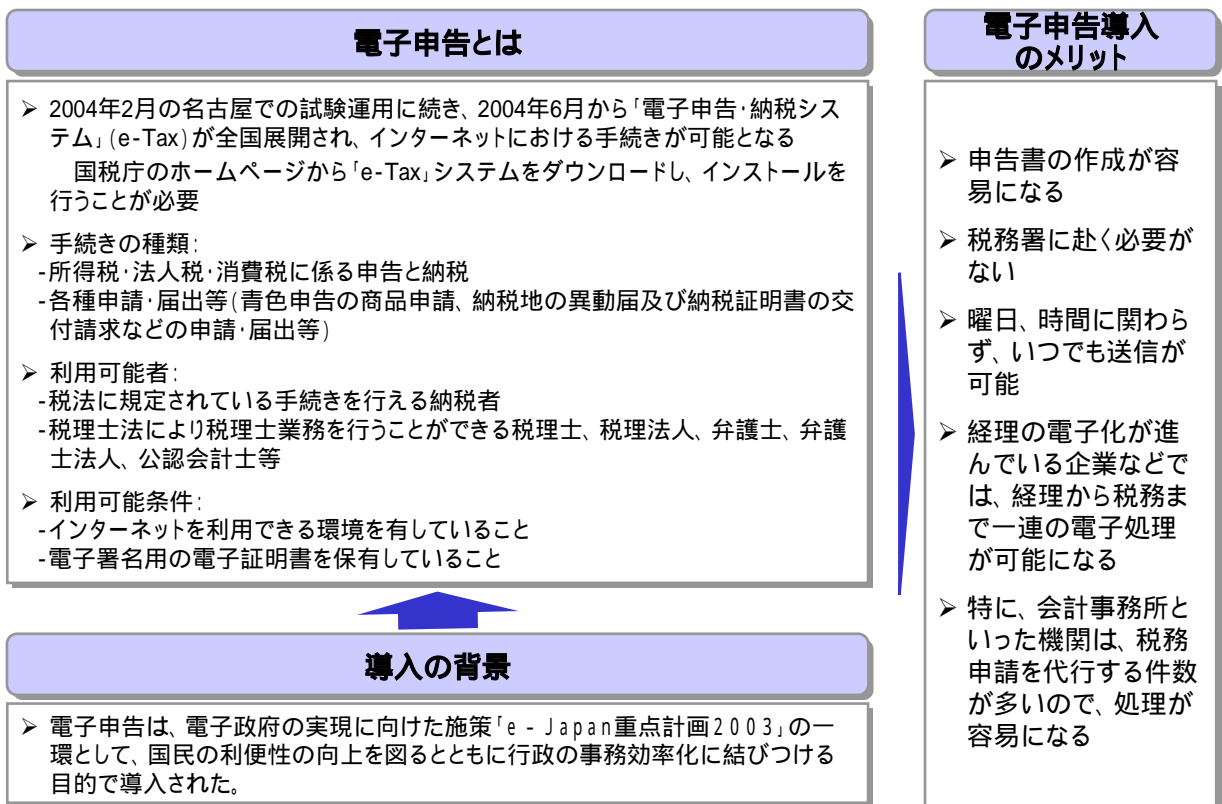 電子申告とは
➢ 2004年2月の名古屋での試験運用に続き、2004年6月から｢電子申告･納税シス
テム｣(e-Tax)が全国展開され、インターネットにおける手続きが可能となる
国税庁のホームページから｢e-Tax｣システムをダウンロードし、インストールを
行うことが必要
➢ 手続きの種類:
-所得税･法人税･消費税に係る申告と納税
-各種申請･届出等(青色申告の商品申請、納税地の異動届及び納税証明書の交
付請求などの申請･届出等)
➢ 利用可能者:
-税法に規定されている手続きを行える納税者
-税理士法により税理士業務を行うことができる税理士、税理法人、弁護士、弁護
士法人、公認会計士等
➢ 利用可能条件:
-インターネットを利用できる環境を有していること
-電子署名用の電子証明書を保有していること
導入の背景
➢ 電子申告は、電子政府の実現に向けた施策｢e - Japan重点計画2003｣の一
環として、国民の利便性の向上を図るとともに行政の事務効率化に結びつける
目的で導入された。
電子申告導入
のメリット
➢ 申告書の作成が容
易になる
➢ 税務署に赴く必要が
ない
➢ 曜日、時間に関わら
ず、いつでも送信が
可能
➢ 経理の電子化が進
んでいる企業などで
は、経理から税務ま
で一連の電子処理
が可能になる
➢ 特に、会計事務所と
いった機関は、税務
申請を代行する件数
が多いので、処理が
容易になる